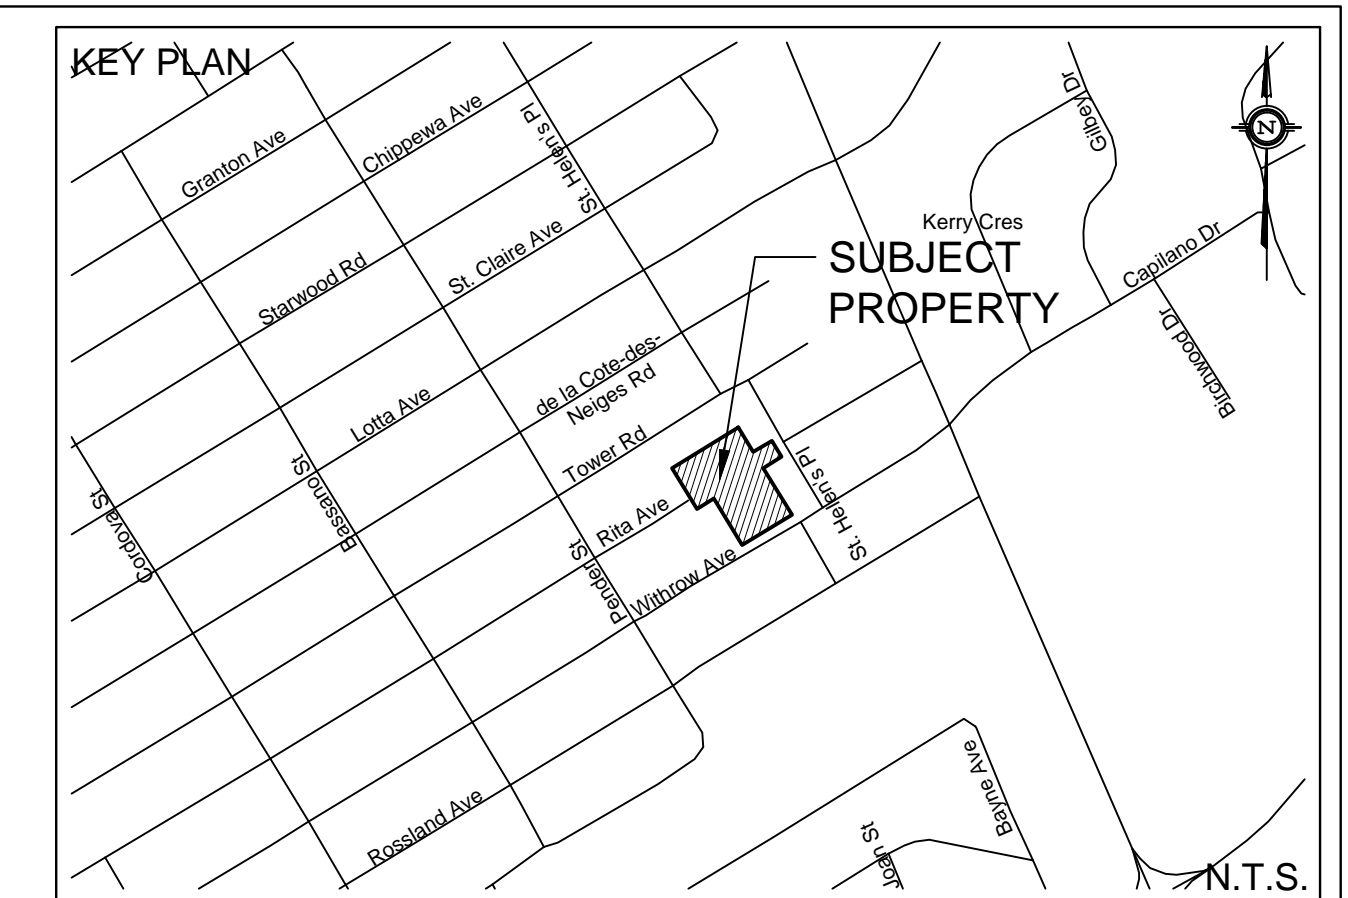 KEY PLAN
Granton Ave
Chippewa Ave
St. Helen's Pl
Gilbey Dr
N
Kerry Cres
SUBJECT
PROPERTY
Capilano Dr
Birchwood Dr
Starwood Rd
St. Claire Ave
Lotta Ave
de la Cote-des-
Neiges Rd
Tower Rd
Rita Ave
Withrow Ave
St. Helen's Pl
Cordova St
Bassano St
Pender St
Rossland Ave
Joan St
Bayne Ave
N.T.S.